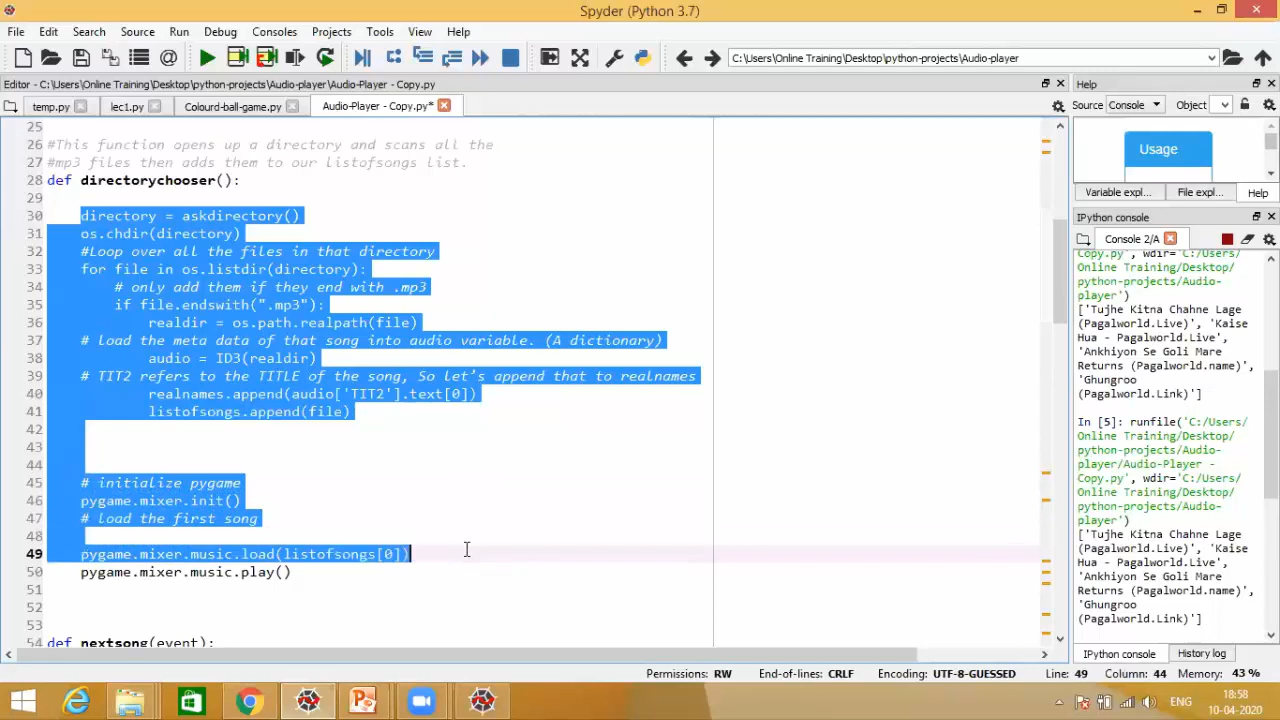 Spyder (Python 3.7)
File Edit Search Source Run Debug Consoles Projects Tools View Help
C:\Users\Online Training\Desktop\python-projects\Audio-player
Editor - C:\Users\Online Training\Desktop\python-projects\Audio-player\Audio-Player - Copy.py
temp.py lec1.py Colourd-ball-game.py Audio-Player - Copy.py*
25
26 #This function opens up a directory and scans all the
27 #mp3 files then adds them to our listofsongs list.
28 def directorychooser():
29
30 directory = askdirectory()
31 os.chdir(directory)
32 #Loop over all the files in that directory
33 for file in os.listdir(directory):
34 # only add them if they end with .mp3
35 if file.endswith(".mp3"):
36 realdir = os.path.realpath(file)
37 # load the meta data of that song into audio variable. (A dictionary)
38 audio = ID3(realdir)
39 # TIT2 refers to the TITLE of the song, So let's append that to realnames
40 realnames.append(audio['TIT2'].text[0])
41 listofsongs.append(file)
42
43
44
45 # initialize pygame
46 pygame.mixer.init()
47 # load the first song
48
49 pygame.mixer.music.load(listofsongs[0])
50 pygame.mixer.music.play()
51
52
53
54 def nextsong(event):
Help
Source Console Object
Usage
Variable expl... File expl... Help
IPython console
Console 2/A
Copy.py', wdir='C:/Users/
Online Training/Desktop/
python-projects/Audio-
player')
['Tujhe Kitna Chahne Lage
(Pagalworld.Live)', 'Kaise
Hua - Pagalworld.Live',
'Ankhiyon Se Goli Mare
Returns (Pagalworld.name)',
'Ghungroo
(Pagalworld.Link)']
In [5]: runfile('C:/Users/
Online Training/Desktop/
python-projects/Audio-
player/Audio-Player -
Copy.py', wdir='C:/Users/
Online Training/Desktop/
python-projects/Audio-
player')
['Tujhe Kitna Chahne Lage
(Pagalworld.Live)', 'Kaise
Hua - Pagalworld.Live',
'Ankhiyon Se Goli Mare
Returns (Pagalworld.name)',
'Ghungroo
(Pagalworld.Link)']
IPython console History log
Permissions: RW End-of-lines: CRLF Encoding: UTF-8-GUESSED Line: 49 Column: 44 Memory: 43 %
ENG
18:58
10-04-2020